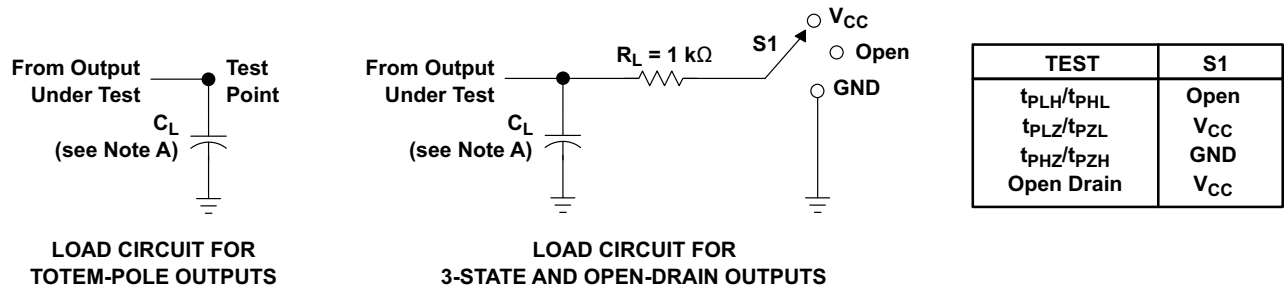 From Output
Under Test
Test
Point
C_L
(see Note A)
LOAD CIRCUIT FOR
TOTEM-POLE OUTPUTS
From Output
Under Test
C_L
(see Note A)
R_L = 1 kΩ
S1
V_CC
Open
GND
LOAD CIRCUIT FOR
3-STATE AND OPEN-DRAIN OUTPUTS
TEST S1
t_PLH/t_PHL Open
t_PLZ/t_PZL V_CC
t_PHZ/t_PZH GND
Open Drain V_CC